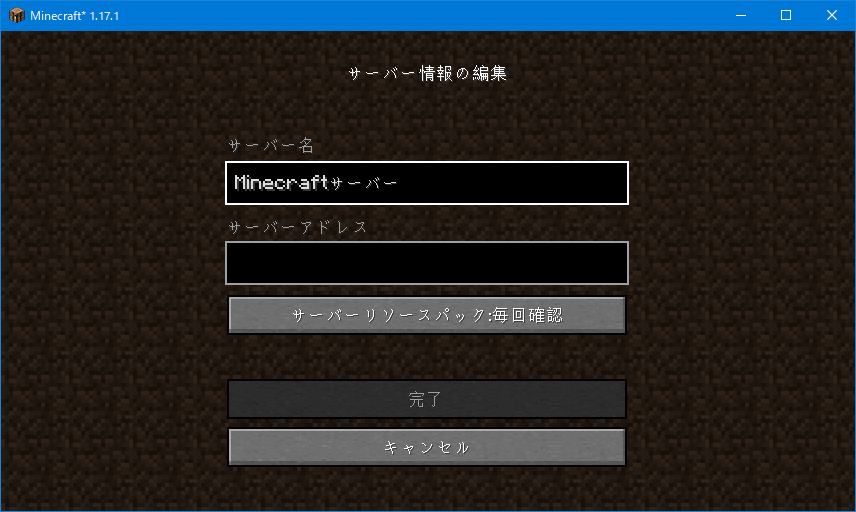 Minecraft* 1.17.1
サーバー情報の編集
サーバー名
Minecraftサーバー
サーバーアドレス
サーバーリソースパック:毎回確認
完了
キャンセル